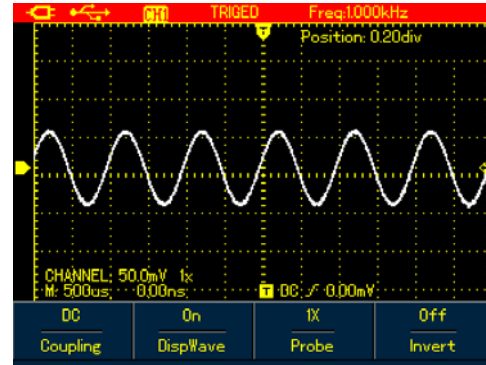 CH1 TRIGED Freq:1.000kHz
T Position: 0.20div
CHANNEL: 50.0mV 1x
M: 500us: 0.00ns T DC: 0.00mV
DC On 1X Off
Coupling DispWave Probe Invert